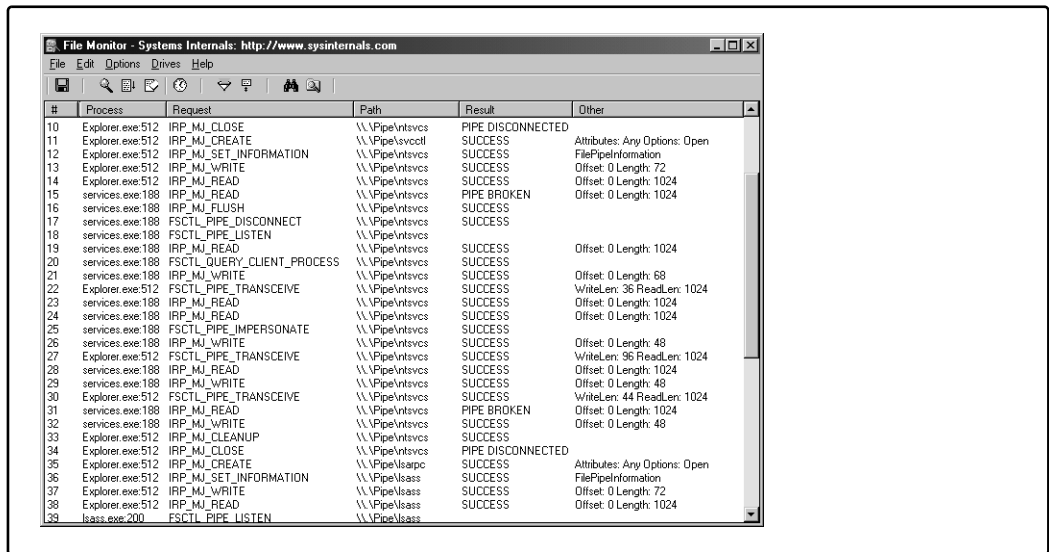 File Monitor - Systems Internals: http://www.sysinternals.com
File Edit Options Drives Help
# Process Request Path Result Other
10 Explorer.exe:512 IRP_MJ_CLOSE \\.\Pipe\ntsvcs PIPE DISCONNECTED
11 Explorer.exe:512 IRP_MJ_CREATE \\.\Pipe\svcctl SUCCESS Attributes: Any Options: Open
12 Explorer.exe:512 IRP_MJ_SET_INFORMATION \\.\Pipe\ntsvcs SUCCESS FilePipeInformation
13 Explorer.exe:512 IRP_MJ_WRITE \\.\Pipe\ntsvcs SUCCESS Offset: 0 Length: 72
14 Explorer.exe:512 IRP_MJ_READ \\.\Pipe\ntsvcs SUCCESS Offset: 0 Length: 1024
15 services.exe:188 IRP_MJ_READ \\.\Pipe\ntsvcs PIPE BROKEN Offset: 0 Length: 1024
16 services.exe:188 IRP_MJ_FLUSH \\.\Pipe\ntsvcs SUCCESS
17 services.exe:188 FSCTL_PIPE_DISCONNECT \\.\Pipe\ntsvcs SUCCESS
18 services.exe:188 FSCTL_PIPE_LISTEN \\.\Pipe\ntsvcs
19 services.exe:188 IRP_MJ_READ \\.\Pipe\ntsvcs SUCCESS Offset: 0 Length: 1024
20 services.exe:188 FSCTL_QUERY_CLIENT_PROCESS \\.\Pipe\ntsvcs SUCCESS
21 services.exe:188 IRP_MJ_WRITE \\.\Pipe\ntsvcs SUCCESS Offset: 0 Length: 68
22 Explorer.exe:512 FSCTL_PIPE_TRANSCEIVE \\.\Pipe\ntsvcs SUCCESS WriteLen: 36 ReadLen: 1024
23 services.exe:188 IRP_MJ_READ \\.\Pipe\ntsvcs SUCCESS Offset: 0 Length: 1024
24 services.exe:188 IRP_MJ_READ \\.\Pipe\ntsvcs SUCCESS Offset: 0 Length: 1024
25 services.exe:188 FSCTL_PIPE_IMPERSONATE \\.\Pipe\ntsvcs SUCCESS
26 services.exe:188 IRP_MJ_WRITE \\.\Pipe\ntsvcs SUCCESS Offset: 0 Length: 48
27 Explorer.exe:512 FSCTL_PIPE_TRANSCEIVE \\.\Pipe\ntsvcs SUCCESS WriteLen: 96 ReadLen: 1024
28 services.exe:188 IRP_MJ_READ \\.\Pipe\ntsvcs SUCCESS Offset: 0 Length: 1024
29 services.exe:188 IRP_MJ_WRITE \\.\Pipe\ntsvcs SUCCESS Offset: 0 Length: 48
30 Explorer.exe:512 FSCTL_PIPE_TRANSCEIVE \\.\Pipe\ntsvcs SUCCESS WriteLen: 44 ReadLen: 1024
31 services.exe:188 IRP_MJ_READ \\.\Pipe\ntsvcs PIPE BROKEN Offset: 0 Length: 1024
32 services.exe:188 IRP_MJ_WRITE \\.\Pipe\ntsvcs SUCCESS Offset: 0 Length: 48
33 Explorer.exe:512 IRP_MJ_CLEANUP \\.\Pipe\ntsvcs SUCCESS
34 Explorer.exe:512 IRP_MJ_CLOSE \\.\Pipe\ntsvcs PIPE DISCONNECTED
35 Explorer.exe:512 IRP_MJ_CREATE \\.\Pipe\lsarpc SUCCESS Attributes: Any Options: Open
36 Explorer.exe:512 IRP_MJ_SET_INFORMATION \\.\Pipe\lsass SUCCESS FilePipeInformation
37 Explorer.exe:512 IRP_MJ_WRITE \\.\Pipe\lsass SUCCESS Offset: 0 Length: 72
38 Explorer.exe:512 IRP_MJ_READ \\.\Pipe\lsass SUCCESS Offset: 0 Length: 1024
39 lsass.exe:200 FSCTL_PIPE_LISTEN \\.\Pipe\lsass